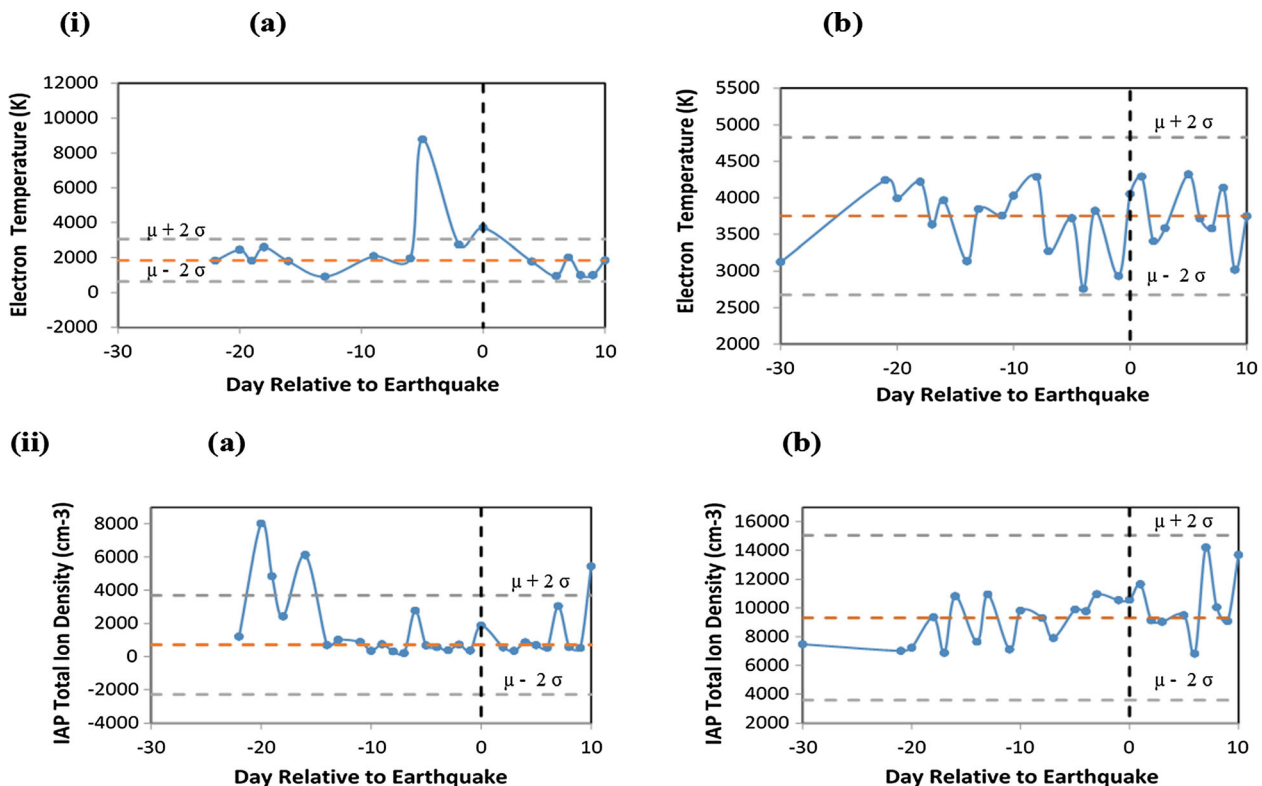 (i) (a) (b)
Electron Temperature (K)
12000
10000
8000
6000
4000
2000
0
-2000
μ + 2 σ
μ - 2 σ
-30 -20 -10 0 10
Day Relative to Earthquake
Electron Temperature (K)
5500
5000
4500
4000
3500
3000
2500
2000
μ + 2 σ
μ - 2 σ
-30 -20 -10 0 10
Day Relative to Earthquake
(ii) (a) (b)
IAP Total Ion Density (cm-3)
8000
6000
4000
2000
0
-2000
-4000
μ + 2 σ
μ - 2 σ
-30 -20 -10 0 10
Day Relative to Earthquake
IAP Total Ion Density (cm-3)
16000
14000
12000
10000
8000
6000
4000
2000
μ + 2 σ
μ - 2 σ
-30 -20 -10 0 10
Day Relative to Earthquake